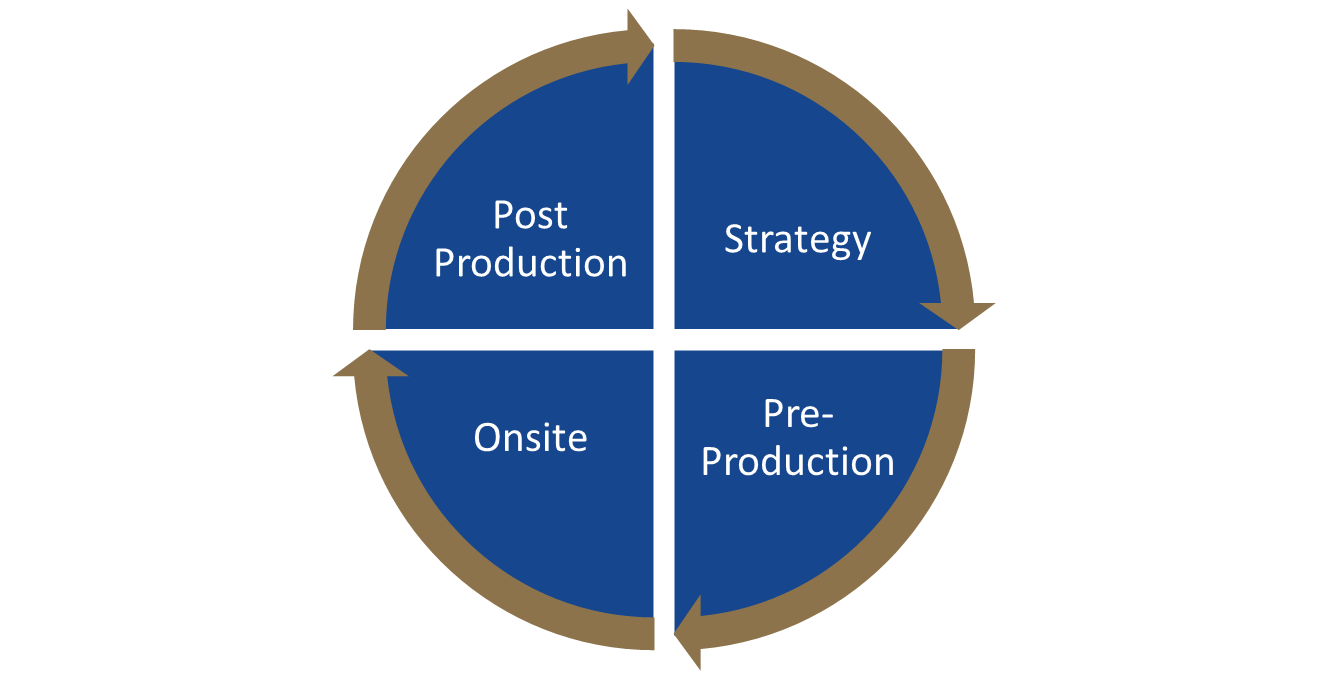 Post
Production
Strategy
Onsite
Pre-
Production